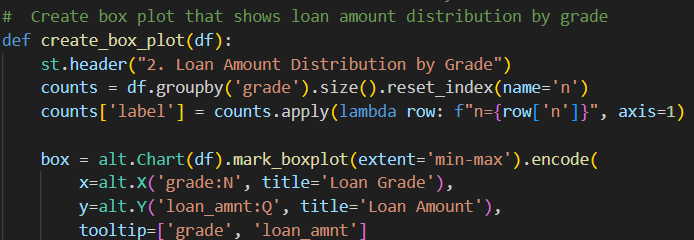 # Create box plot that shows loan amount distribution by grade
def create_box_plot(df):
    st.header("2. Loan Amount Distribution by Grade")
    counts = df.groupby('grade').size().reset_index(name='n')
    counts['label'] = counts.apply(lambda row: f"n={row['n']}", axis=1)
    box = alt.Chart(df).mark_boxplot(extent='min-max').encode(
        x=alt.X('grade:N', title='Loan Grade'),
        y=alt.Y('loan_amnt:Q', title='Loan Amount'),
        tooltip=['grade', 'loan_amnt']